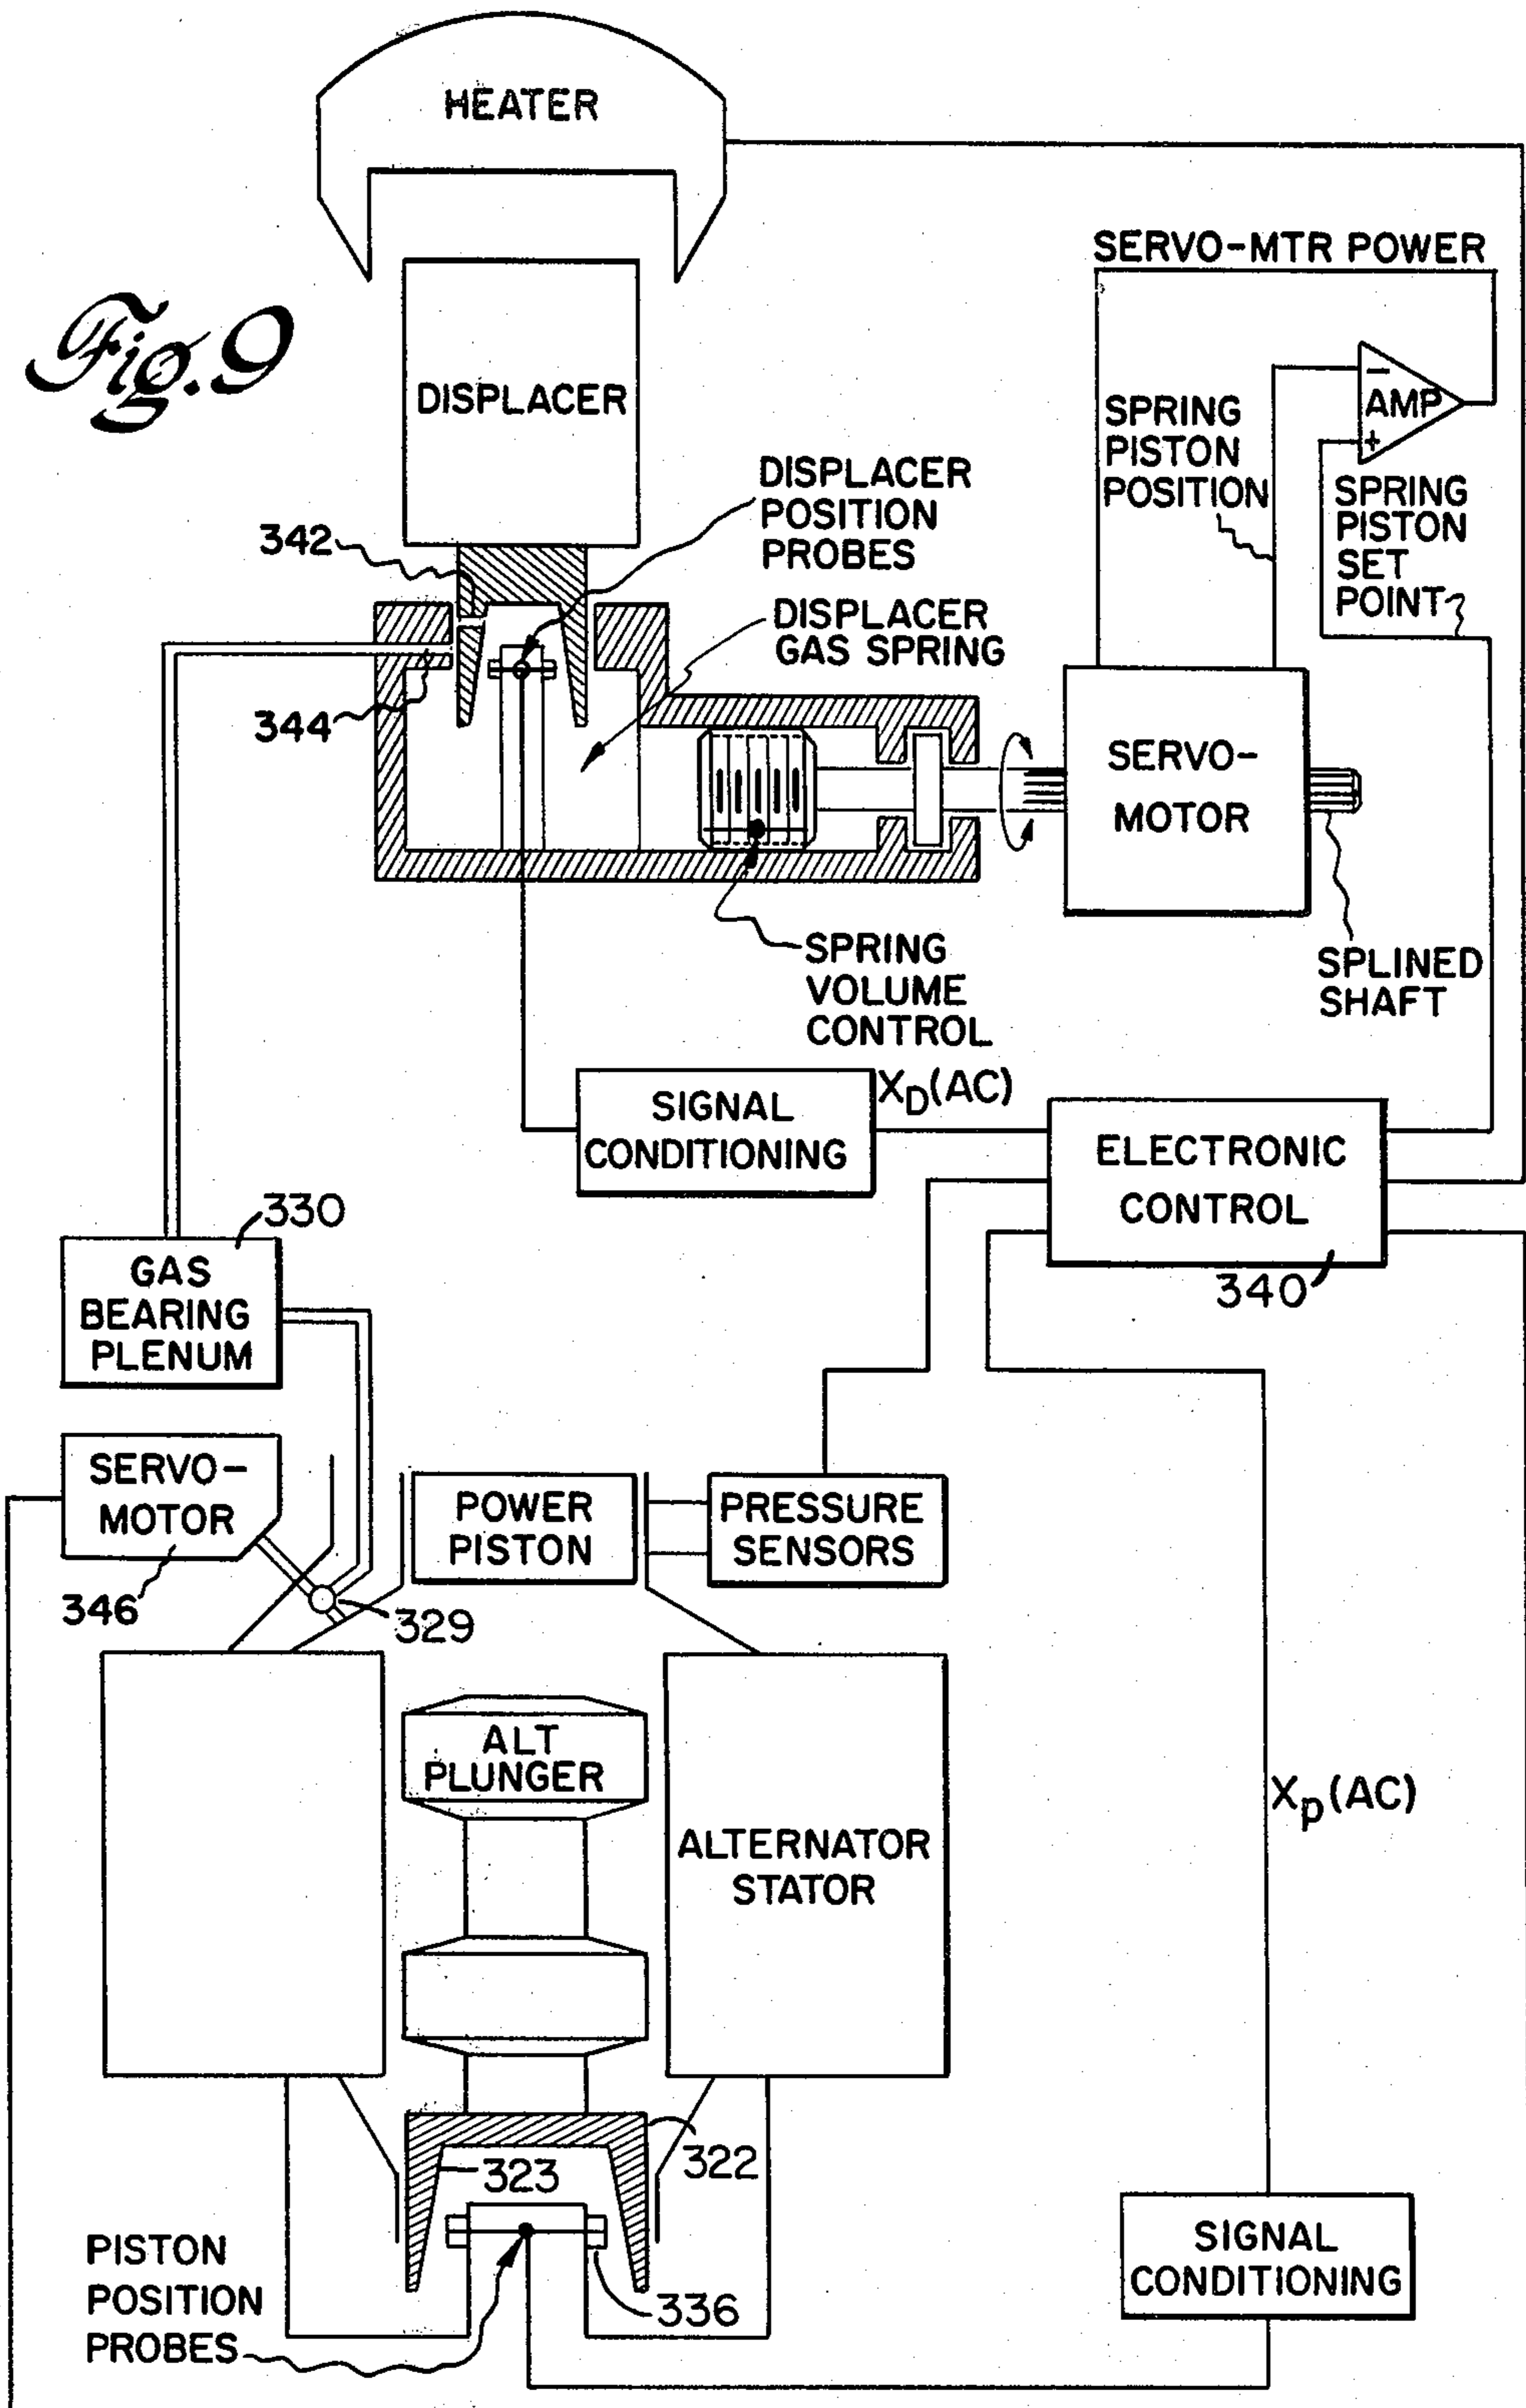 HEATER
Fig. 9
SERVO-MTR POWER
DISPLACER
- AMP +
SPRING
PISTON
POSITION
SPRING
PISTON
SET
POINT
DISPLACER
POSITION
PROBES
342
DISPLACER
GAS SPRING
344
SERVO-
MOTOR
SPRING
VOLUME
CONTROL
SPLINED
SHAFT
SIGNAL
CONDITIONING
XD(AC)
ELECTRONIC
CONTROL
340
330
GAS
BEARING
PLENUM
SERVO-
MOTOR
346
329
POWER
PISTON
PRESSURE
SENSORS
ALT
PLUNGER
ALTERNATOR
STATOR
Xp(AC)
322
323
336
PISTON
POSITION
PROBES
SIGNAL
CONDITIONING